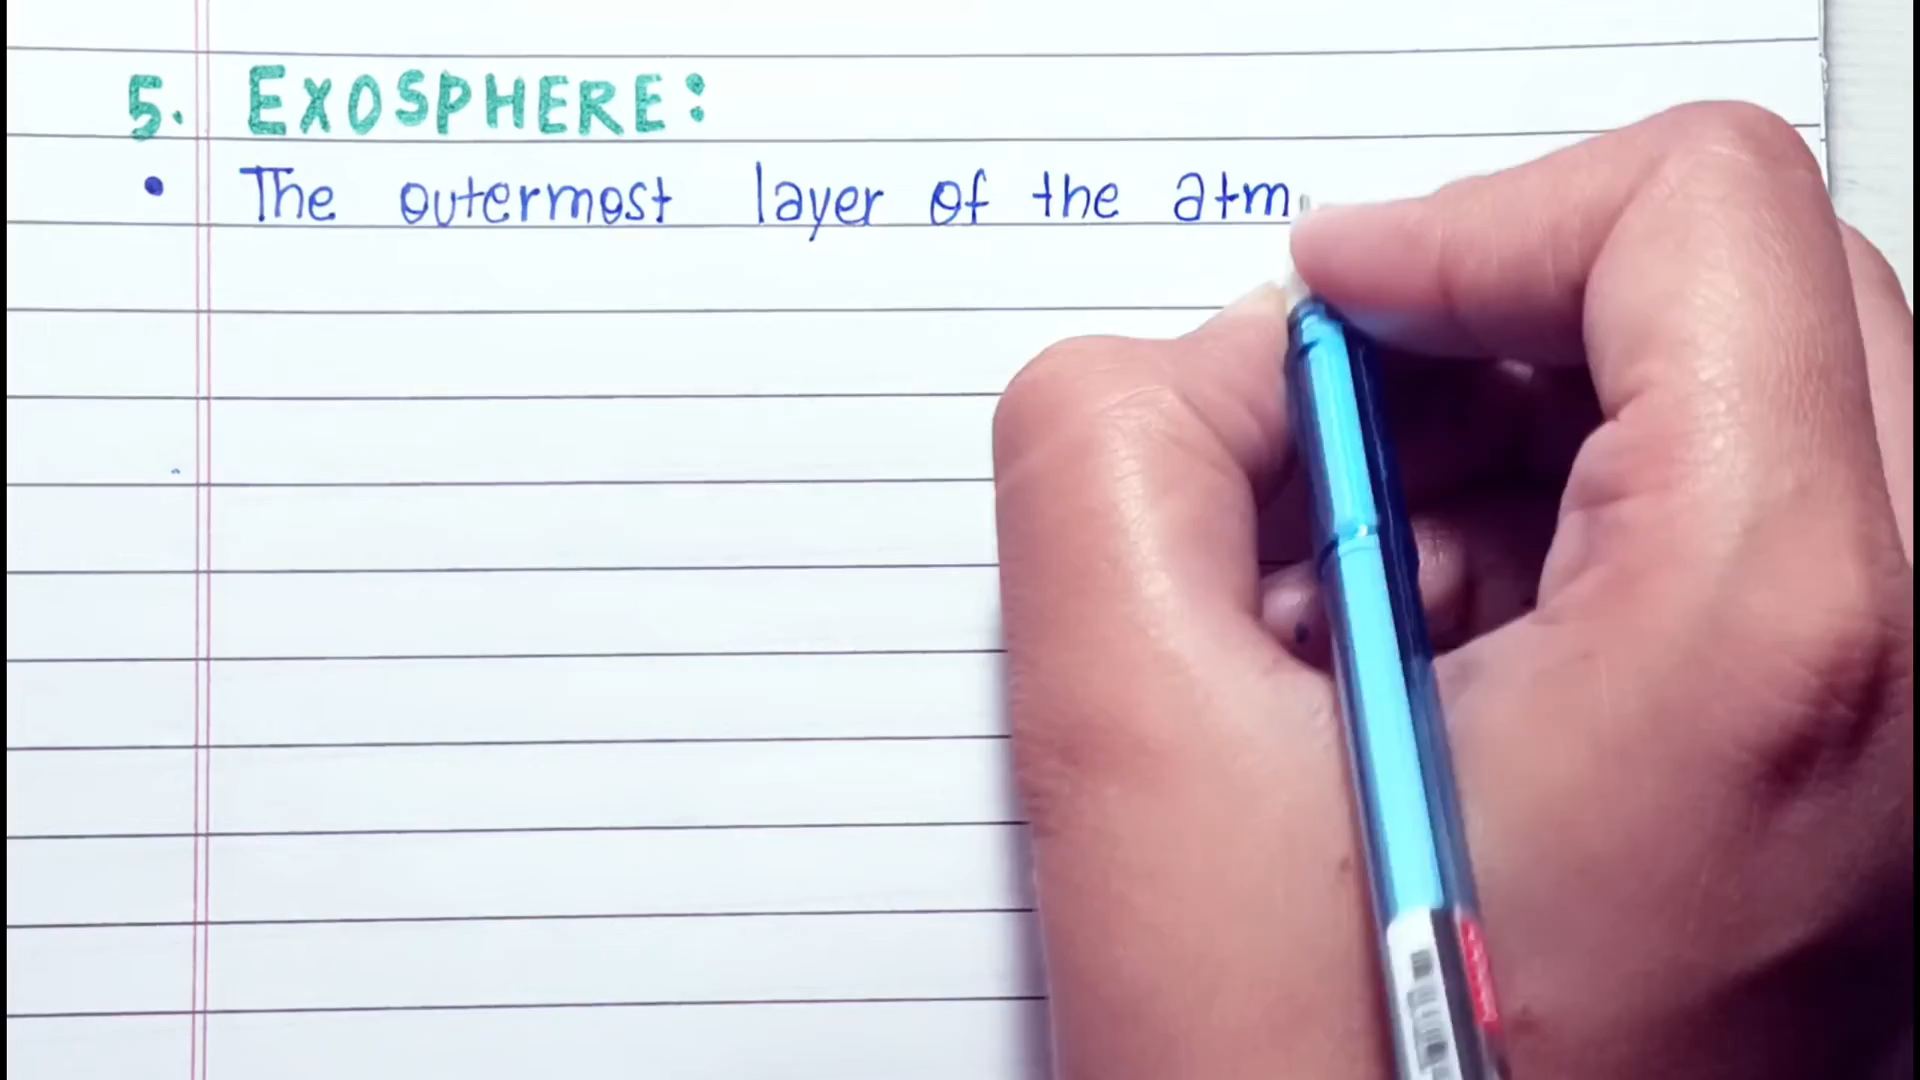 5. EXOSPHERE:
• The outermost layer of the atm